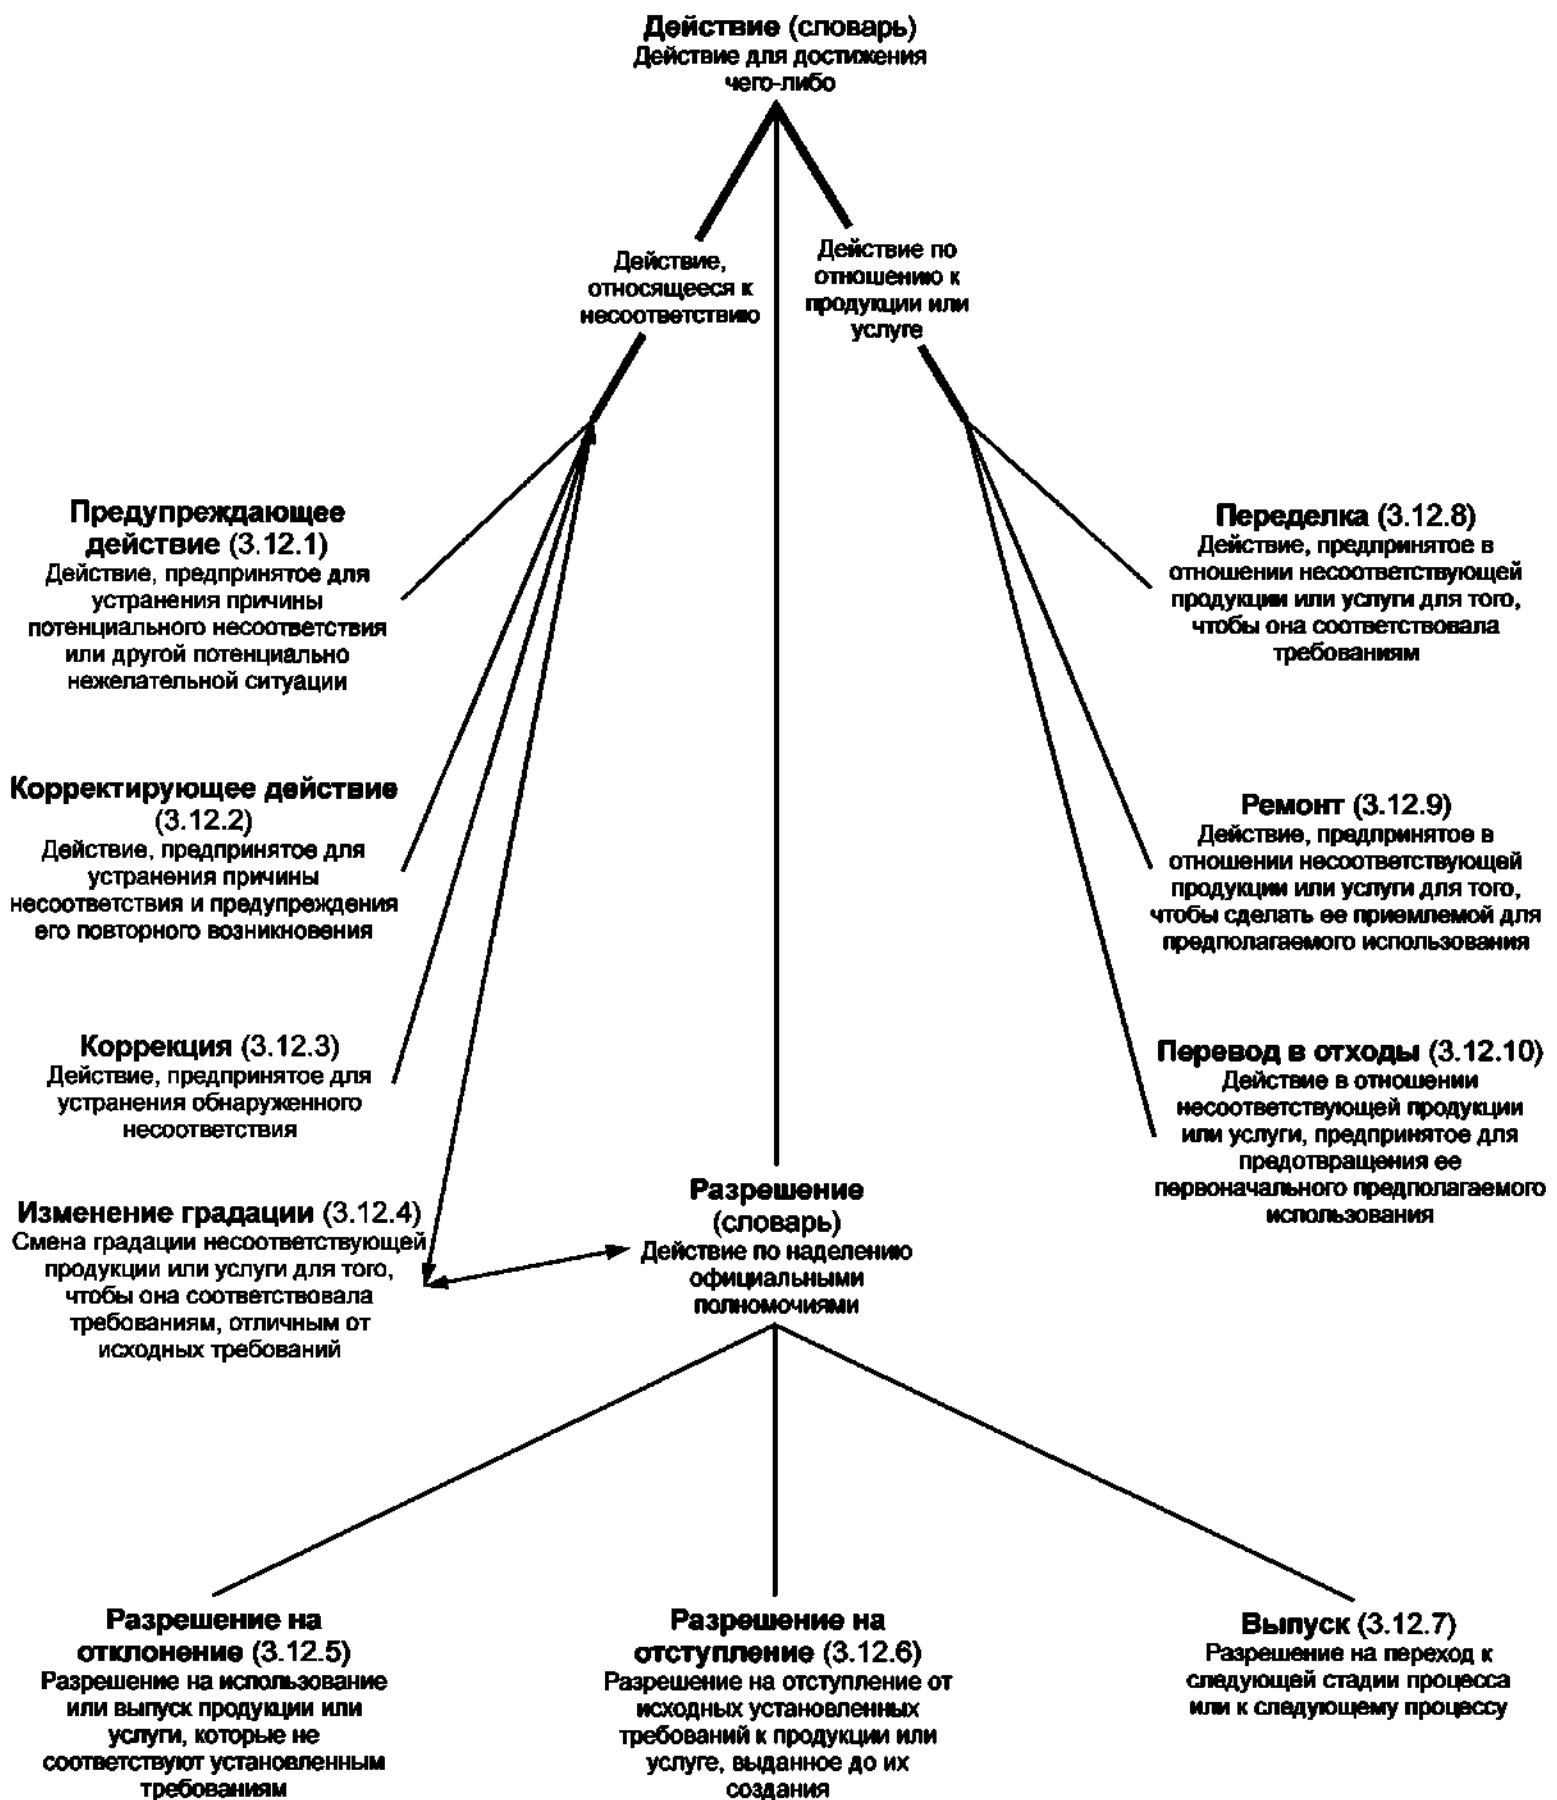 Действие (словарь)
Действие для достижения
чего-либо
Действие,
относящееся к
несоответствию
Действие по
отношению к
продукции или
услуге
Предупреждающее
действие (3.12.1)
Действие, предпринятое для
устранения причины
потенциального несоответствия
или другой потенциально
нежелательной ситуации
Переделка (3.12.8)
Действие, предпринятое в
отношении несоответствующей
продукции или услуги для того,
чтобы она соответствовала
требованиям
Корректирующее действие
(3.12.2)
Действие, предпринятое для
устранения причины
несоответствия и предупреждения
его повторного возникновения
Ремонт (3.12.9)
Действие, предпринятое в
отношении несоответствующей
продукции или услуги для того,
чтобы сделать ее приемлемой для
предполагаемого использования
Коррекция (3.12.3)
Действие, предпринятое для
устранения обнаруженного
несоответствия
Перевод в отходы (3.12.10)
Действие в отношении
несоответствующей продукции
или услуги, предпринятое для
предотвращения ее
первоначального предполагаемого
использования
Изменение градации (3.12.4)
Смена градации несоответствующей
продукции или услуги для того,
чтобы она соответствовала
требованиям, отличным от
исходных требований
Разрешение
(словарь)
Действие по наделению
официальными
полномочиями
Разрешение на
отклонение (3.12.5)
Разрешение на использование
или выпуск продукции или
услуги, которые не
соответствуют установленным
требованиям
Разрешение на
отступление (3.12.6)
Разрешение на отступление от
исходных установленных
требований к продукции или
услуге, выданное до их
создания
Выпуск (3.12.7)
Разрешение на переход к
следующей стадии процесса
или к следующему процессу